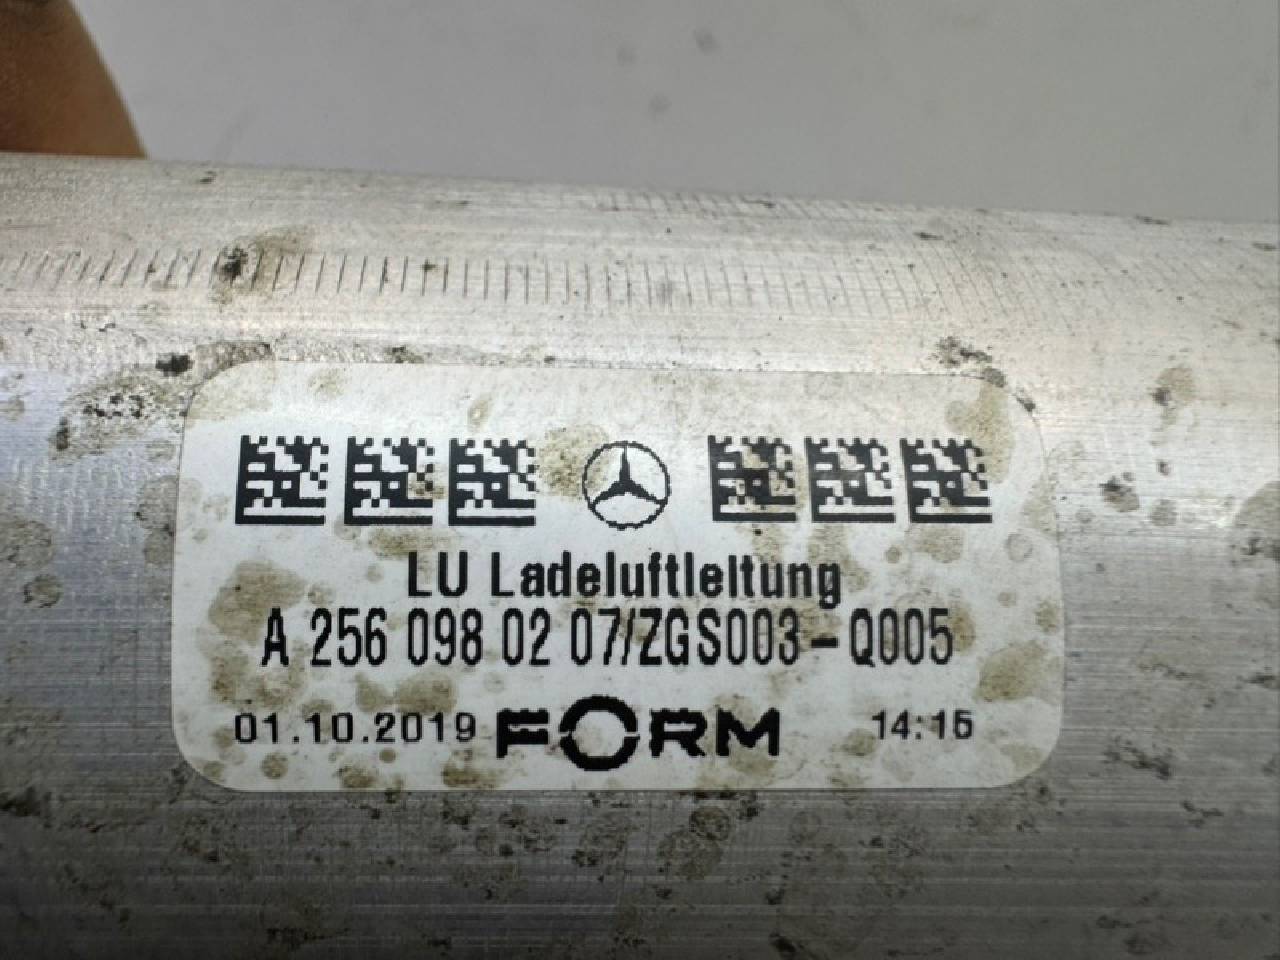 LU Ladeluftleitung
A 256 098 02 07/ZGS003-Q005
01.10.2019 FORM 14:15